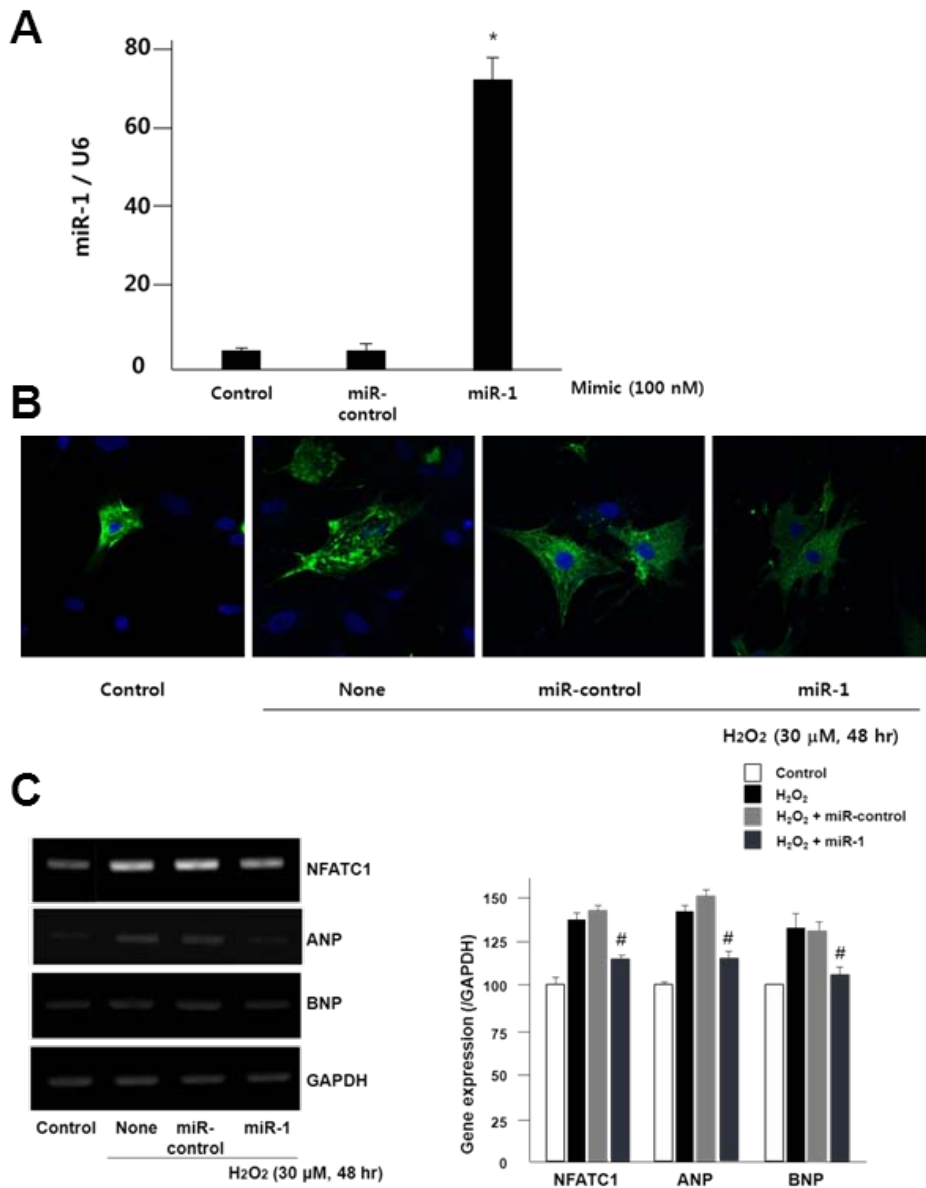 A
80
60
40
20
0
miR-1 / U6
*
Control
miR-
control
miR-1
Mimic (100 nM)
B
Control
None
miR-control
miR-1
H2O2 (30 μM, 48 hr)
C
NFATC1
ANP
BNP
GAPDH
Control
None
miR-
control
miR-1
H2O2 (30 μM, 48 hr)
Control
H₂O₂
H₂O₂ + miR-control
H₂O₂ + miR-1
Gene expression (/GAPDH)
150
125
100
75
50
25
0
#
#
#
NFATC1
ANP
BNP